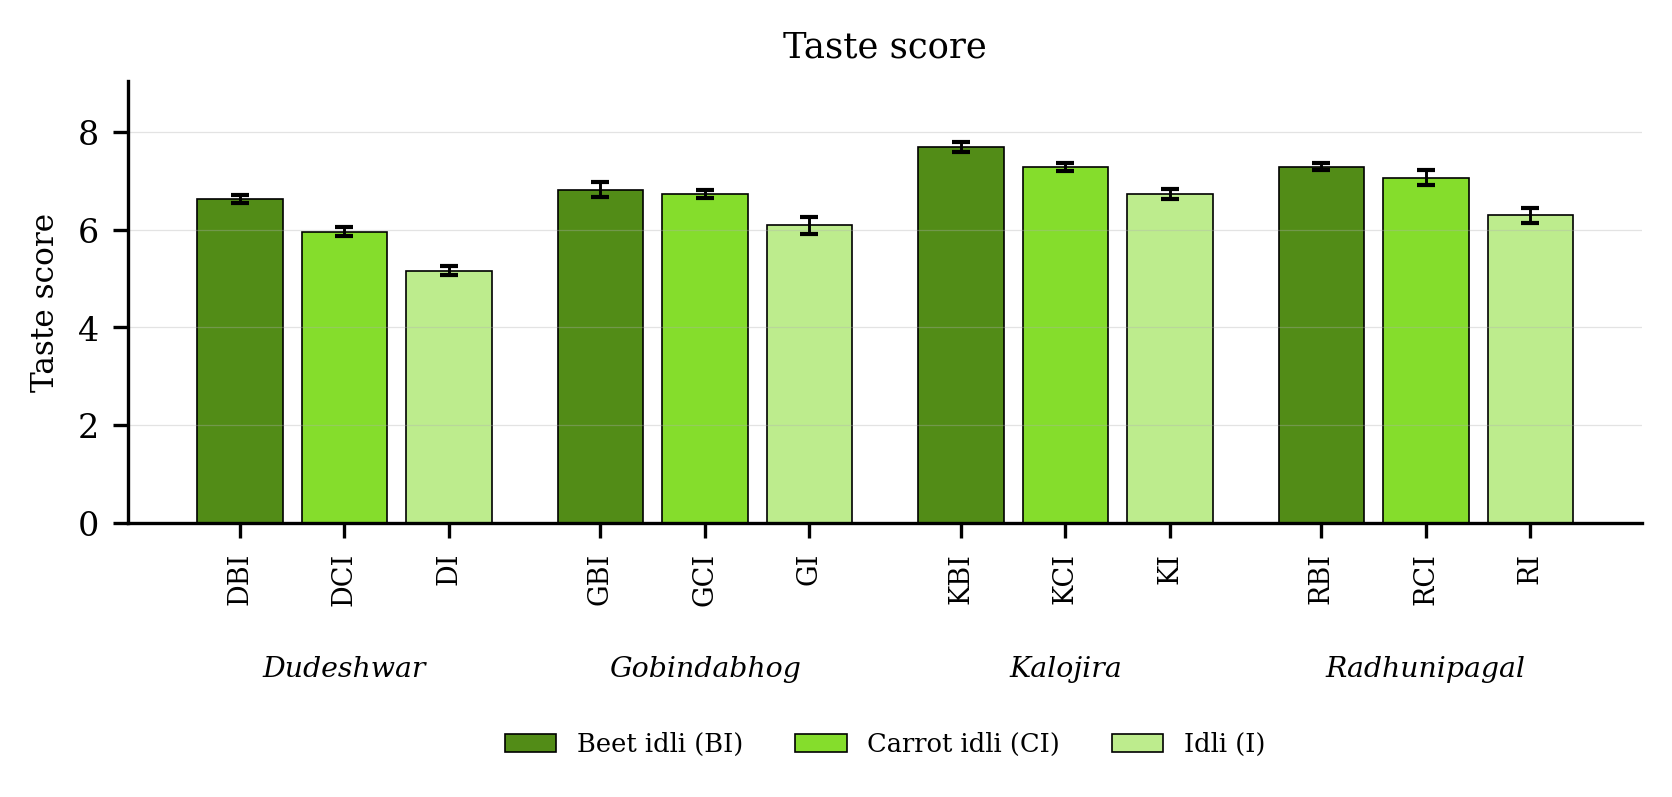 Taste score
Taste score
8
6
4
2
0
DBI DCI DI GBI GCI GI KBI KCI KI RBI RCI RI
Dudeshwar Gobindabhog Kalojira Radhunipagal
Beet idli (BI) Carrot idli (CI) Idli (I)